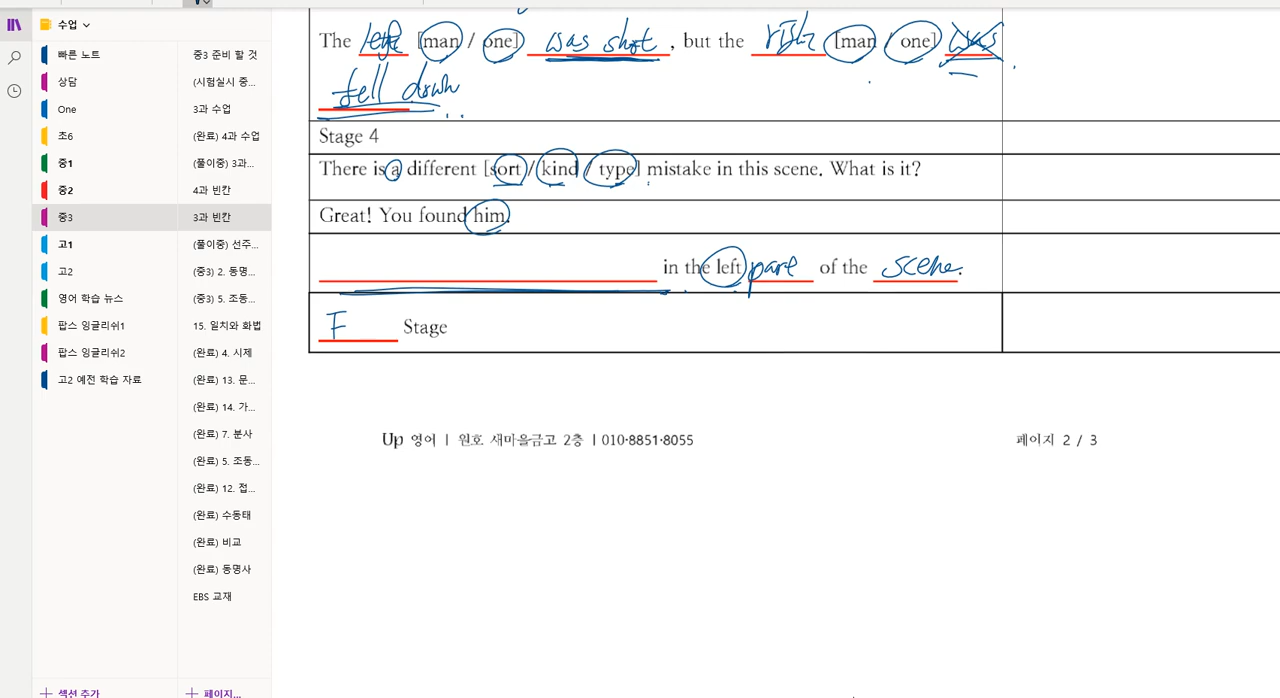 수업
빠른 노트
상담
One
초6
중1
중2
중3
고1
고2
영어 학습 뉴스
팝스 잉글리쉬1
팝스 잉글리쉬2
고2 예전 학습 자료
섹션 추가
중3 준비 할 것
(시험실시 중...
3과 수업
(완료) 4과 수업
(풀이중) 3과...
4과 빈칸
3과 빈칸
(풀이중) 선주...
(중3) 2. 동명...
(중3) 5. 조동...
15. 일치와 화법
(완료) 4. 시제
(완료) 13. 문...
(완료) 14. 가...
(완료) 7. 분사
(완료) 5. 조동...
(완료) 12. 접...
(완료) 수동태
(완료) 비교
(완료) 동명사
EBS 교재
페이지...
The left [man / one] was shot, but the right [man / one] was
fell down
Stage 4
There is a different [sort / kind / type] mistake in this scene. What is it?
Great! You found him.
in the left part of the scene.
F Stage
Up 영어 | 원호 새마을금고 2층 | 010-8851-8055
페이지 2 / 3